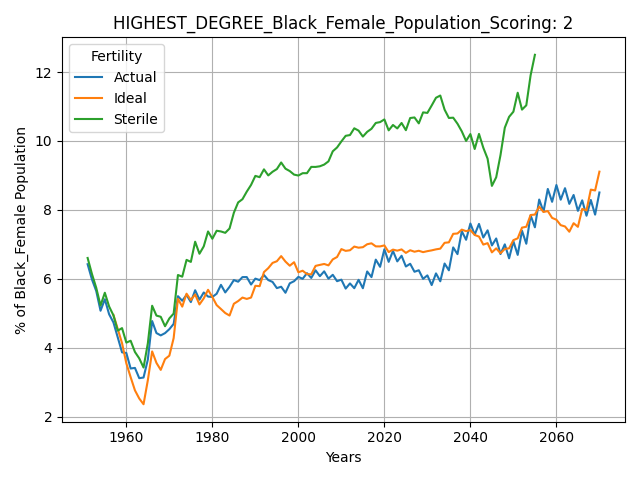 HIGHEST_DEGREE_Black_Female_Population_Scoring: 2
Fertility
Actual
Ideal
Sterile
% of Black_Female Population
12
10
8
6
4
2
1960 1980 2000 2020 2040 2060
Years